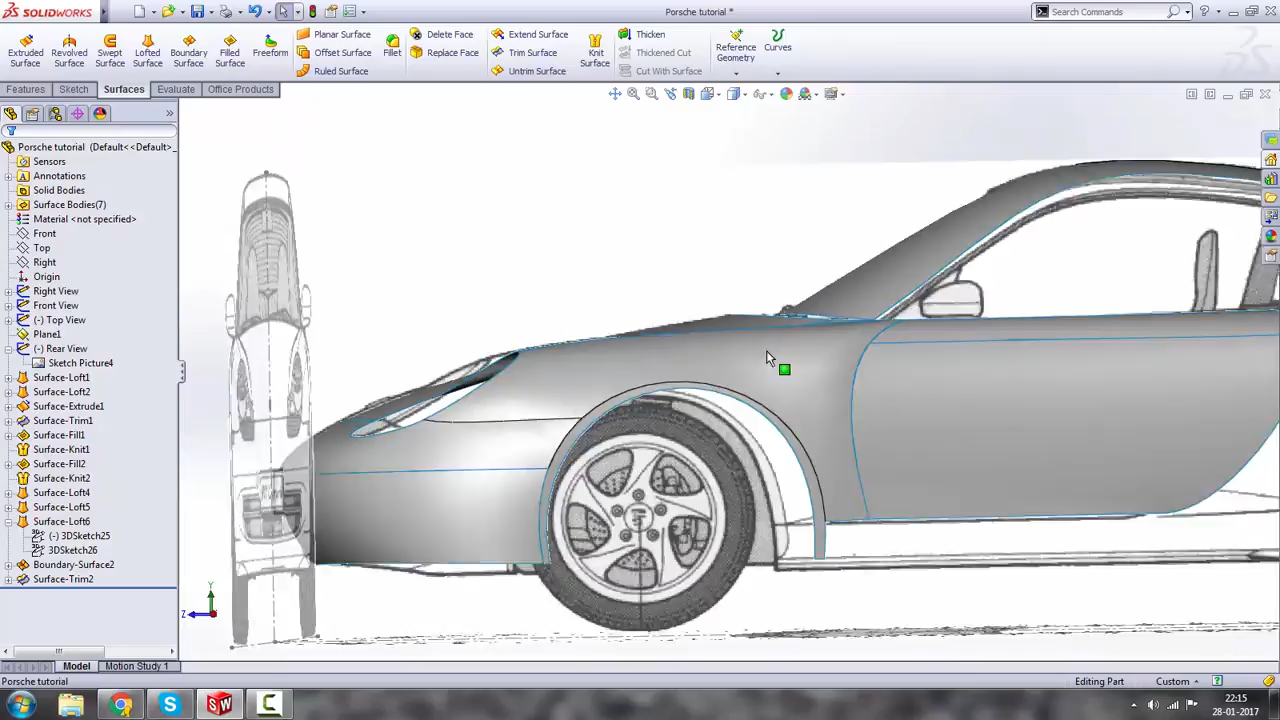 SOLIDWORKS
Porsche tutorial *
Search Commands
Extruded Surface
Revolved Surface
Swept Surface
Lofted Surface
Boundary Surface
Filled Surface
Freeform
Planar Surface
Offset Surface
Ruled Surface
Fillet
Delete Face
Replace Face
Extend Surface
Trim Surface
Untrim Surface
Knit Surface
Thicken
Thickened Cut
Cut With Surface
Reference Geometry
Curves
Features
Sketch
Surfaces
Evaluate
Office Products
Porsche tutorial (Default<<Default>_
Sensors
Annotations
Solid Bodies
Surface Bodies(7)
Material <not specified>
Front
Top
Right
Origin
Right View
Front View
(-) Top View
Plane1
(-) Rear View
Sketch Picture4
Surface-Loft1
Surface-Loft2
Surface-Extrude1
Surface-Trim1
Surface-Fill1
Surface-Knit1
Surface-Fill2
Surface-Knit2
Surface-Loft4
Surface-Loft5
Surface-Loft6
(-) 3DSketch25
3DSketch26
Boundary-Surface2
Surface-Trim2
Y
Z
Model
Motion Study 1
Porsche tutorial
Editing Part
Custom
22:15
28-01-2017